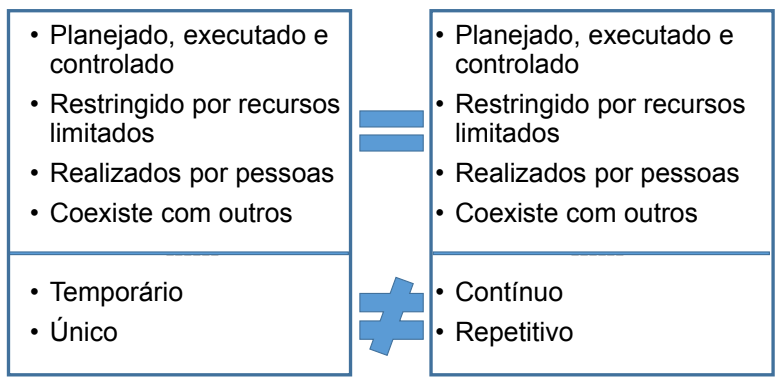 • Planejado, executado e
controlado
• Restringido por recursos
limitados
• Realizados por pessoas
• Coexiste com outros
• Temporário
• Único
• Planejado, executado e
controlado
• Restringido por recursos
limitados
• Realizados por pessoas
• Coexiste com outros
• Contínuo
• Repetitivo